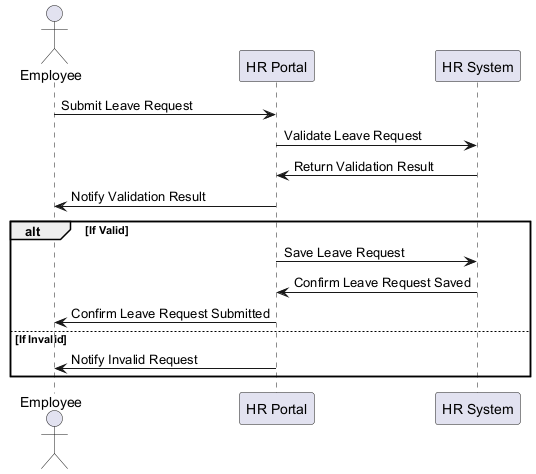 Employee
HR Portal
HR System
Submit Leave Request
Validate Leave Request
Return Validation Result
Notify Validation Result
alt
[If Valid]
Save Leave Request
Confirm Leave Request Saved
Confirm Leave Request Submitted
[If Invalid]
Notify Invalid Request
Employee
HR Portal
HR System